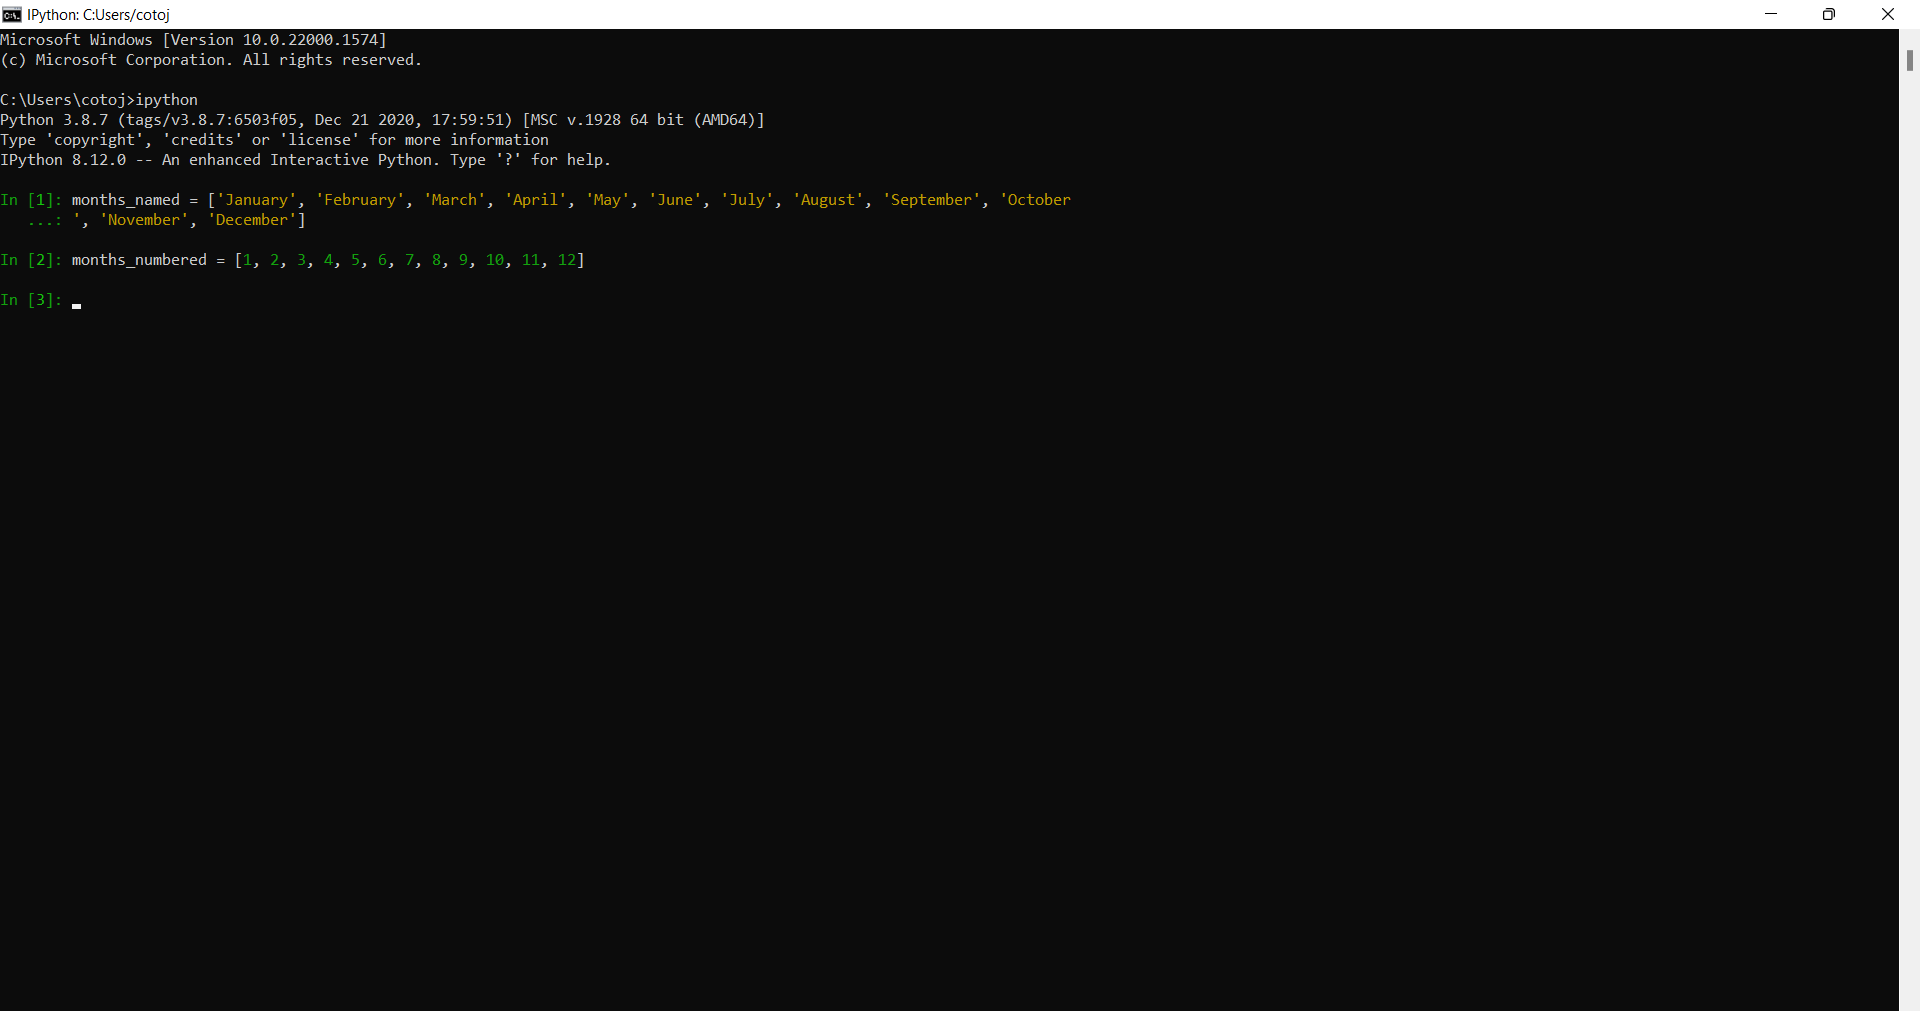 IPython: C:Users/cotoj
Microsoft Windows [Version 10.0.22000.1574]
(c) Microsoft Corporation. All rights reserved.
C:\Users\cotoj>ipython
Python 3.8.7 (tags/v3.8.7:6503f05, Dec 21 2020, 17:59:51) [MSC v.1928 64 bit (AMD64)]
Type 'copyright', 'credits' or 'license' for more information
IPython 8.12.0 -- An enhanced Interactive Python. Type '?' for help.
In [1]: months_named = ['January', 'February', 'March', 'April', 'May', 'June', 'July', 'August', 'September', 'October
...: ', 'November', 'December']
In [2]: months_numbered = [1, 2, 3, 4, 5, 6, 7, 8, 9, 10, 11, 12]
In [3]: